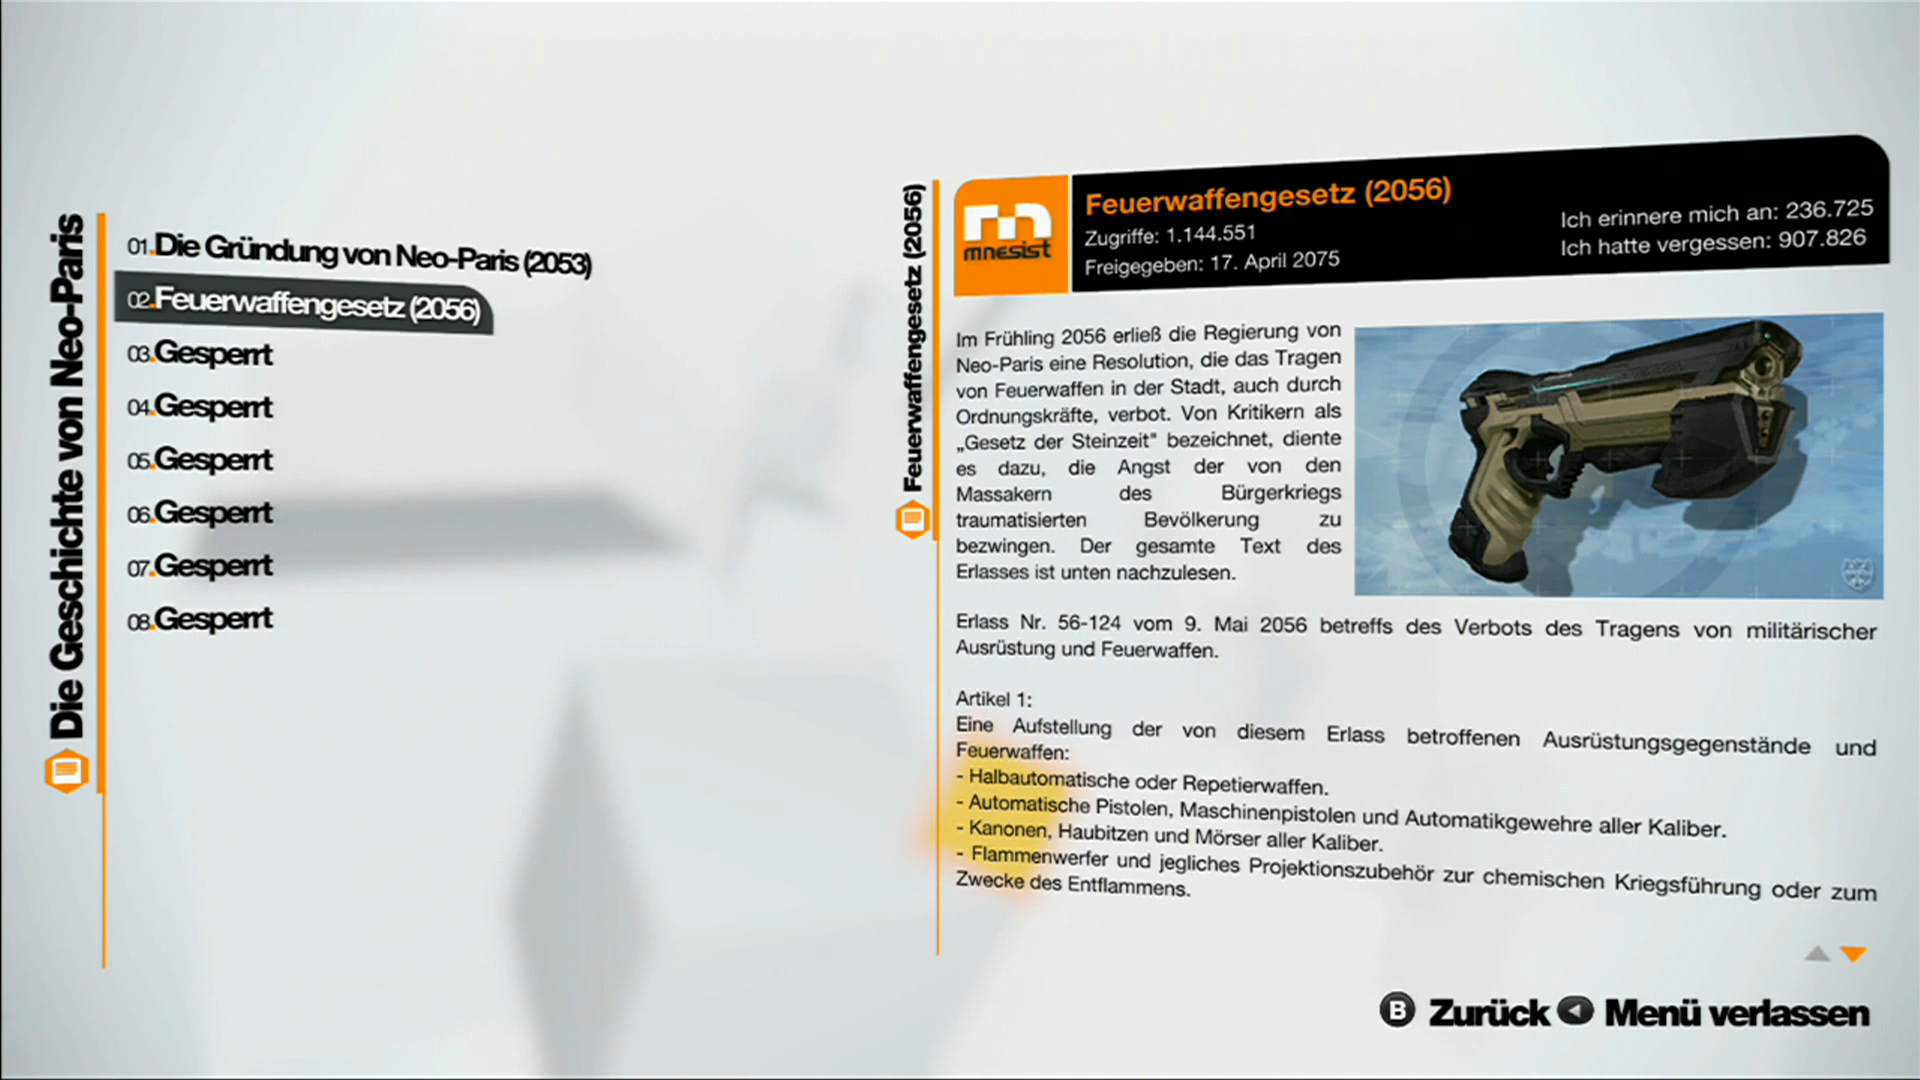 Die Geschichte von Neo-Paris
01.Die Gründung von Neo-Paris (2053)
02.Feuerwaffengesetz (2056)
03.Gesperrt
04.Gesperrt
05.Gesperrt
06.Gesperrt
07.Gesperrt
08.Gesperrt
Feuerwaffengesetz (2056)
mnesist
Feuerwaffengesetz (2056)
Zugriffe: 1.144.551
Freigegeben: 17. April 2075
Ich erinnere mich an: 236.725
Ich hatte vergessen: 907.826
Im Frühling 2056 erließ die Regierung von
Neo-Paris eine Resolution, die das Tragen
von Feuerwaffen in der Stadt, auch durch
Ordnungskräfte, verbot. Von Kritikern als
„Gesetz der Steinzeit" bezeichnet, diente
es dazu, die Angst der von den
Massakern des Bürgerkriegs
traumatisierten Bevölkerung zu
bezwingen. Der gesamte Text des
Erlasses ist unten nachzulesen.
Erlass Nr. 56-124 vom 9. Mai 2056 betreffs des Verbots des Tragens von militärischer
Ausrüstung und Feuerwaffen.
Artikel 1:
Eine Aufstellung der von diesem Erlass betroffenen Ausrüstungsgegenstände und
Feuerwaffen:
- Halbautomatische oder Repetierwaffen.
- Automatische Pistolen, Maschinenpistolen und Automatikgewehre aller Kaliber.
- Kanonen, Haubitzen und Mörser aller Kaliber.
- Flammenwerfer und jegliches Projektionszubehör zur chemischen Kriegsführung oder zum
Zwecke des Entflammens.
B Zurück Menü verlassen